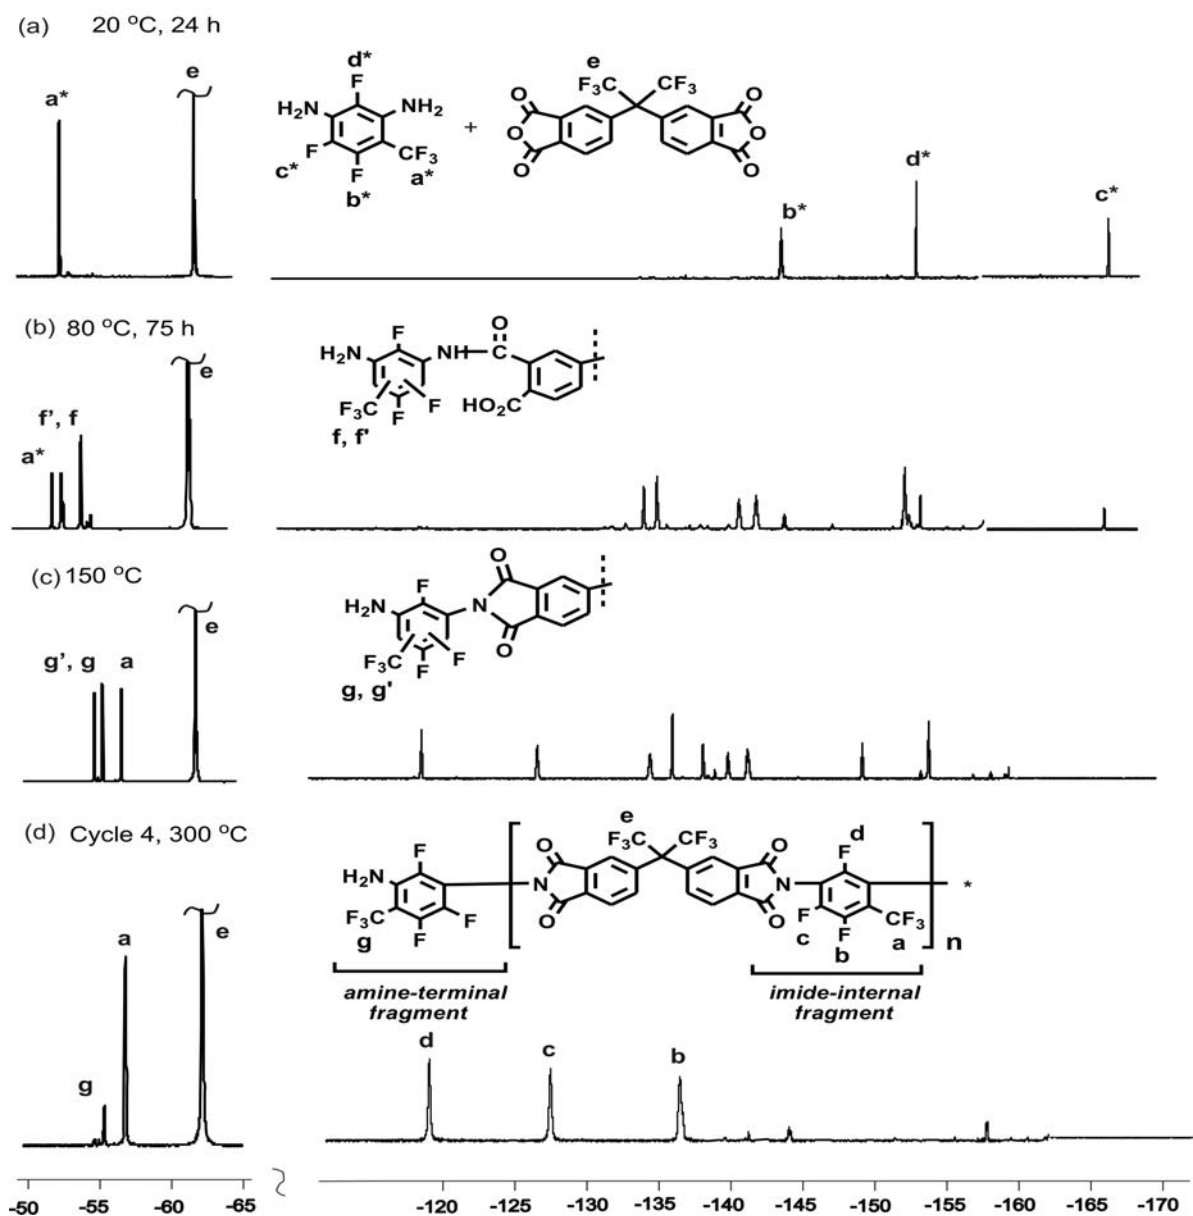 (a) 20 °C, 24 h
a*
e
d*
F
H₂N
NH₂
F
CF₃
c*
F
a*
b*
+
e
F₃C
CF₃
O
O
O
O
O
O
b*
d*
c*
(b) 80 °C, 75 h
e
f', f
a*
F
H₂N
NH
O
F₃C
F
F
HO₂C
f, f'
(c) 150 °C
e
g', g
a
F
H₂N
N
O
O
F₃C
F
F
g, g'
(d) Cycle 4, 300 °C
e
a
g
H₂N
F
F₃C
F
F
g
e
F₃C
CF₃
O
O
N
N
O
O
d
F
F
c
F
b
CF₃
a
n
*
amine-terminal
fragment
imide-internal
fragment
d
c
b
-50 -55 -60 -65 -120 -125 -130 -135 -140 -145 -150 -155 -160 -165 -170